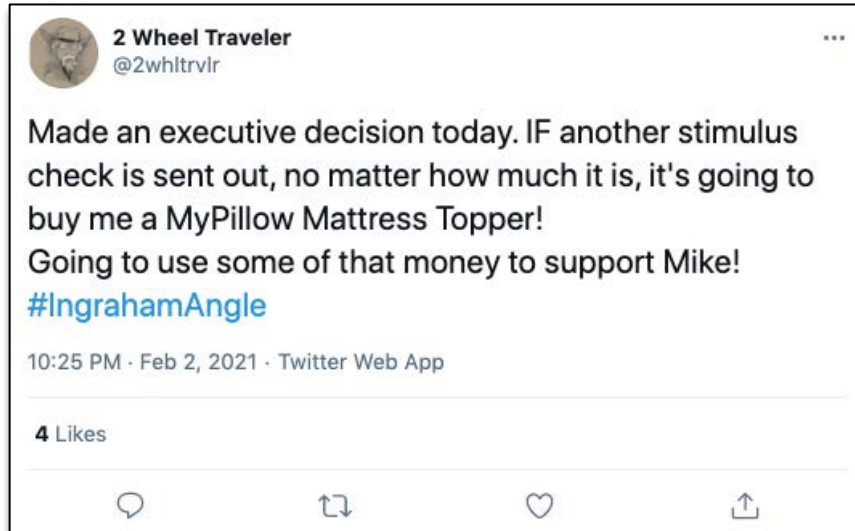 2 Wheel Traveler
@2whltrvlr
Made an executive decision today. IF another stimulus
check is sent out, no matter how much it is, it's going to
buy me a MyPillow Mattress Topper!
Going to use some of that money to support Mike!
#IngrahamAngle
10:25 PM · Feb 2, 2021 · Twitter Web App
4 Likes